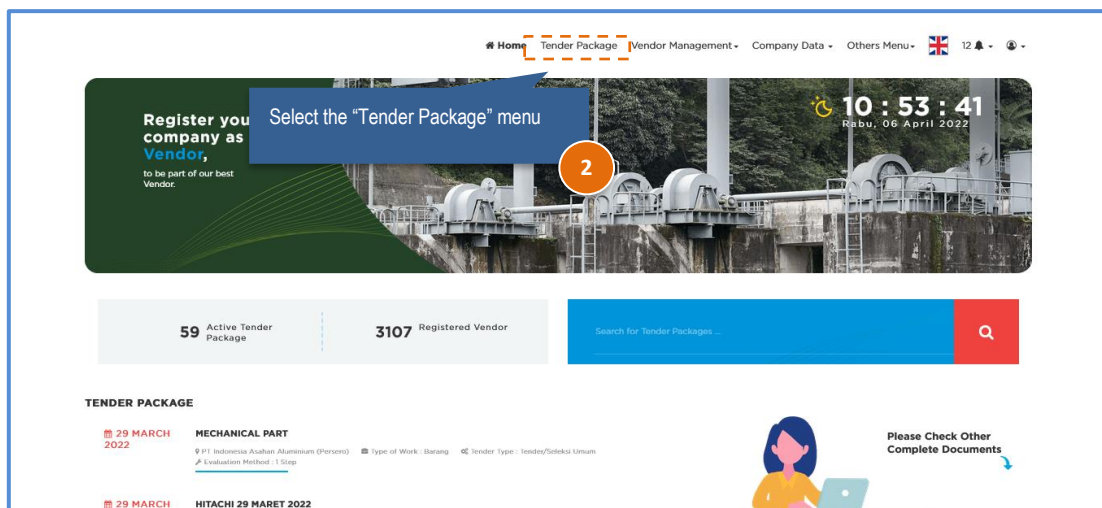 Home Tender Package Vendor Management Company Data Others Menu 12
Select the “Tender Package” menu
2
Register you
company as
Vendor,
to be part of our best
Vendor.
10 : 53 : 41
Rabu, 06 April 2022
59 Active Tender
Package
3107 Registered Vendor
Search for Tender Packages ...
TENDER PACKAGE
29 MARCH
2022
MECHANICAL PART
PT Indonesia Asahan Aluminium (Persero) Type of Work : Barang Tender Type : Tender/Seleksi Umum
Evaluation Method : 1 Step
Please Check Other
Complete Documents
29 MARCH
HITACHI 29 MARET 2022